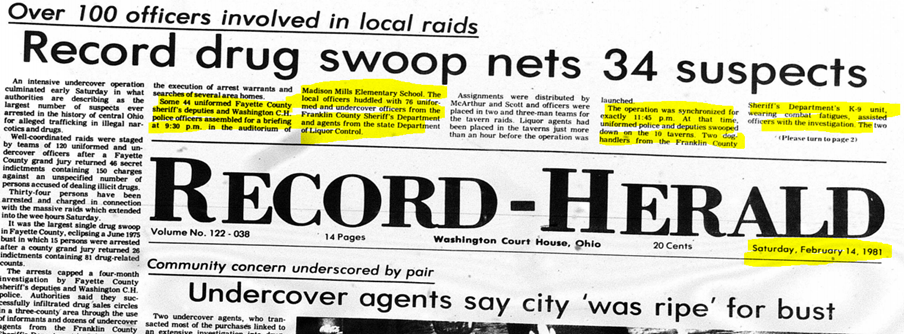 Over 100 officers involved in local raids
Record drug swoop nets 34 suspects
An intensive undercover operation
culminated early Saturday in what
authorities are describing as the
largest number of suspects ever
arrested in the history of central Ohio
for alleged trafficking in illegal nar-
cotics and drugs.
Well-coordinated raids were staged
by teams of 120 uniformed and un-
dercover officers after a Fayette
County grand jury returned 46 secret
indictments containing 150 charges
against an unspecified number of
persons accused of dealing illicit drugs.
Thirty-four persons have been
arrested and charged in connection
with the massive raids which extended
into the wee hours Saturday.
It was the largest single drug swoop
in Fayette County, eclipsing a June 1975
bust in which 15 persons were arrested
after a county grand jury returned 26
indictments containing 81 drug-related
counts.
The arrests capped a four-month
investigation by Fayette County
sheriff's deputies and Washington C.H.
police. Authorities said they suc-
cessfully infiltrated drug sales circles
in a three-county area through the use
of informants and dozens of undercover
agents from the Franklin County
the execution of arrest warrants and
searches of several area homes.
Some 44 uniformed Fayette County
sheriff's deputies and Washington C.H.
police officers assembled for a briefing
at 9:30 p.m. in the auditorium of
Madison Mills Elementary School. The
local officers huddled with 76 unifor-
med and undercover officers from the
Franklin County Sheriff's Department
and agents from the state Department
of Liquor Control.
Assignments were distributed by
McArthur and Scott and officers were
placed in two and three-man teams for
the tavern raids. Liquor agents had
been placed in the taverns just more
than an hour before the operation was
launched.
The operation was synchronized for
exactly 11:45 p.m. At that time,
uniformed police and deputies swooped
down on the 10 taverns. Two dog-
handlers from the Franklin County
Sheriff's Department's K-9 unit,
wearing combat fatigues, assisted
officers with the investigation. The two
(Please turn to page 2)
RECORD-HERALD
Volume No. 122 - 038
14 Pages
Washington Court House, Ohio
20 Cents
Saturday, February 14, 1981
Community concern underscored by pair
Undercover agents say city 'was ripe' for bust
Two undercover agents, who tran-
sacted most of the purchases linked to